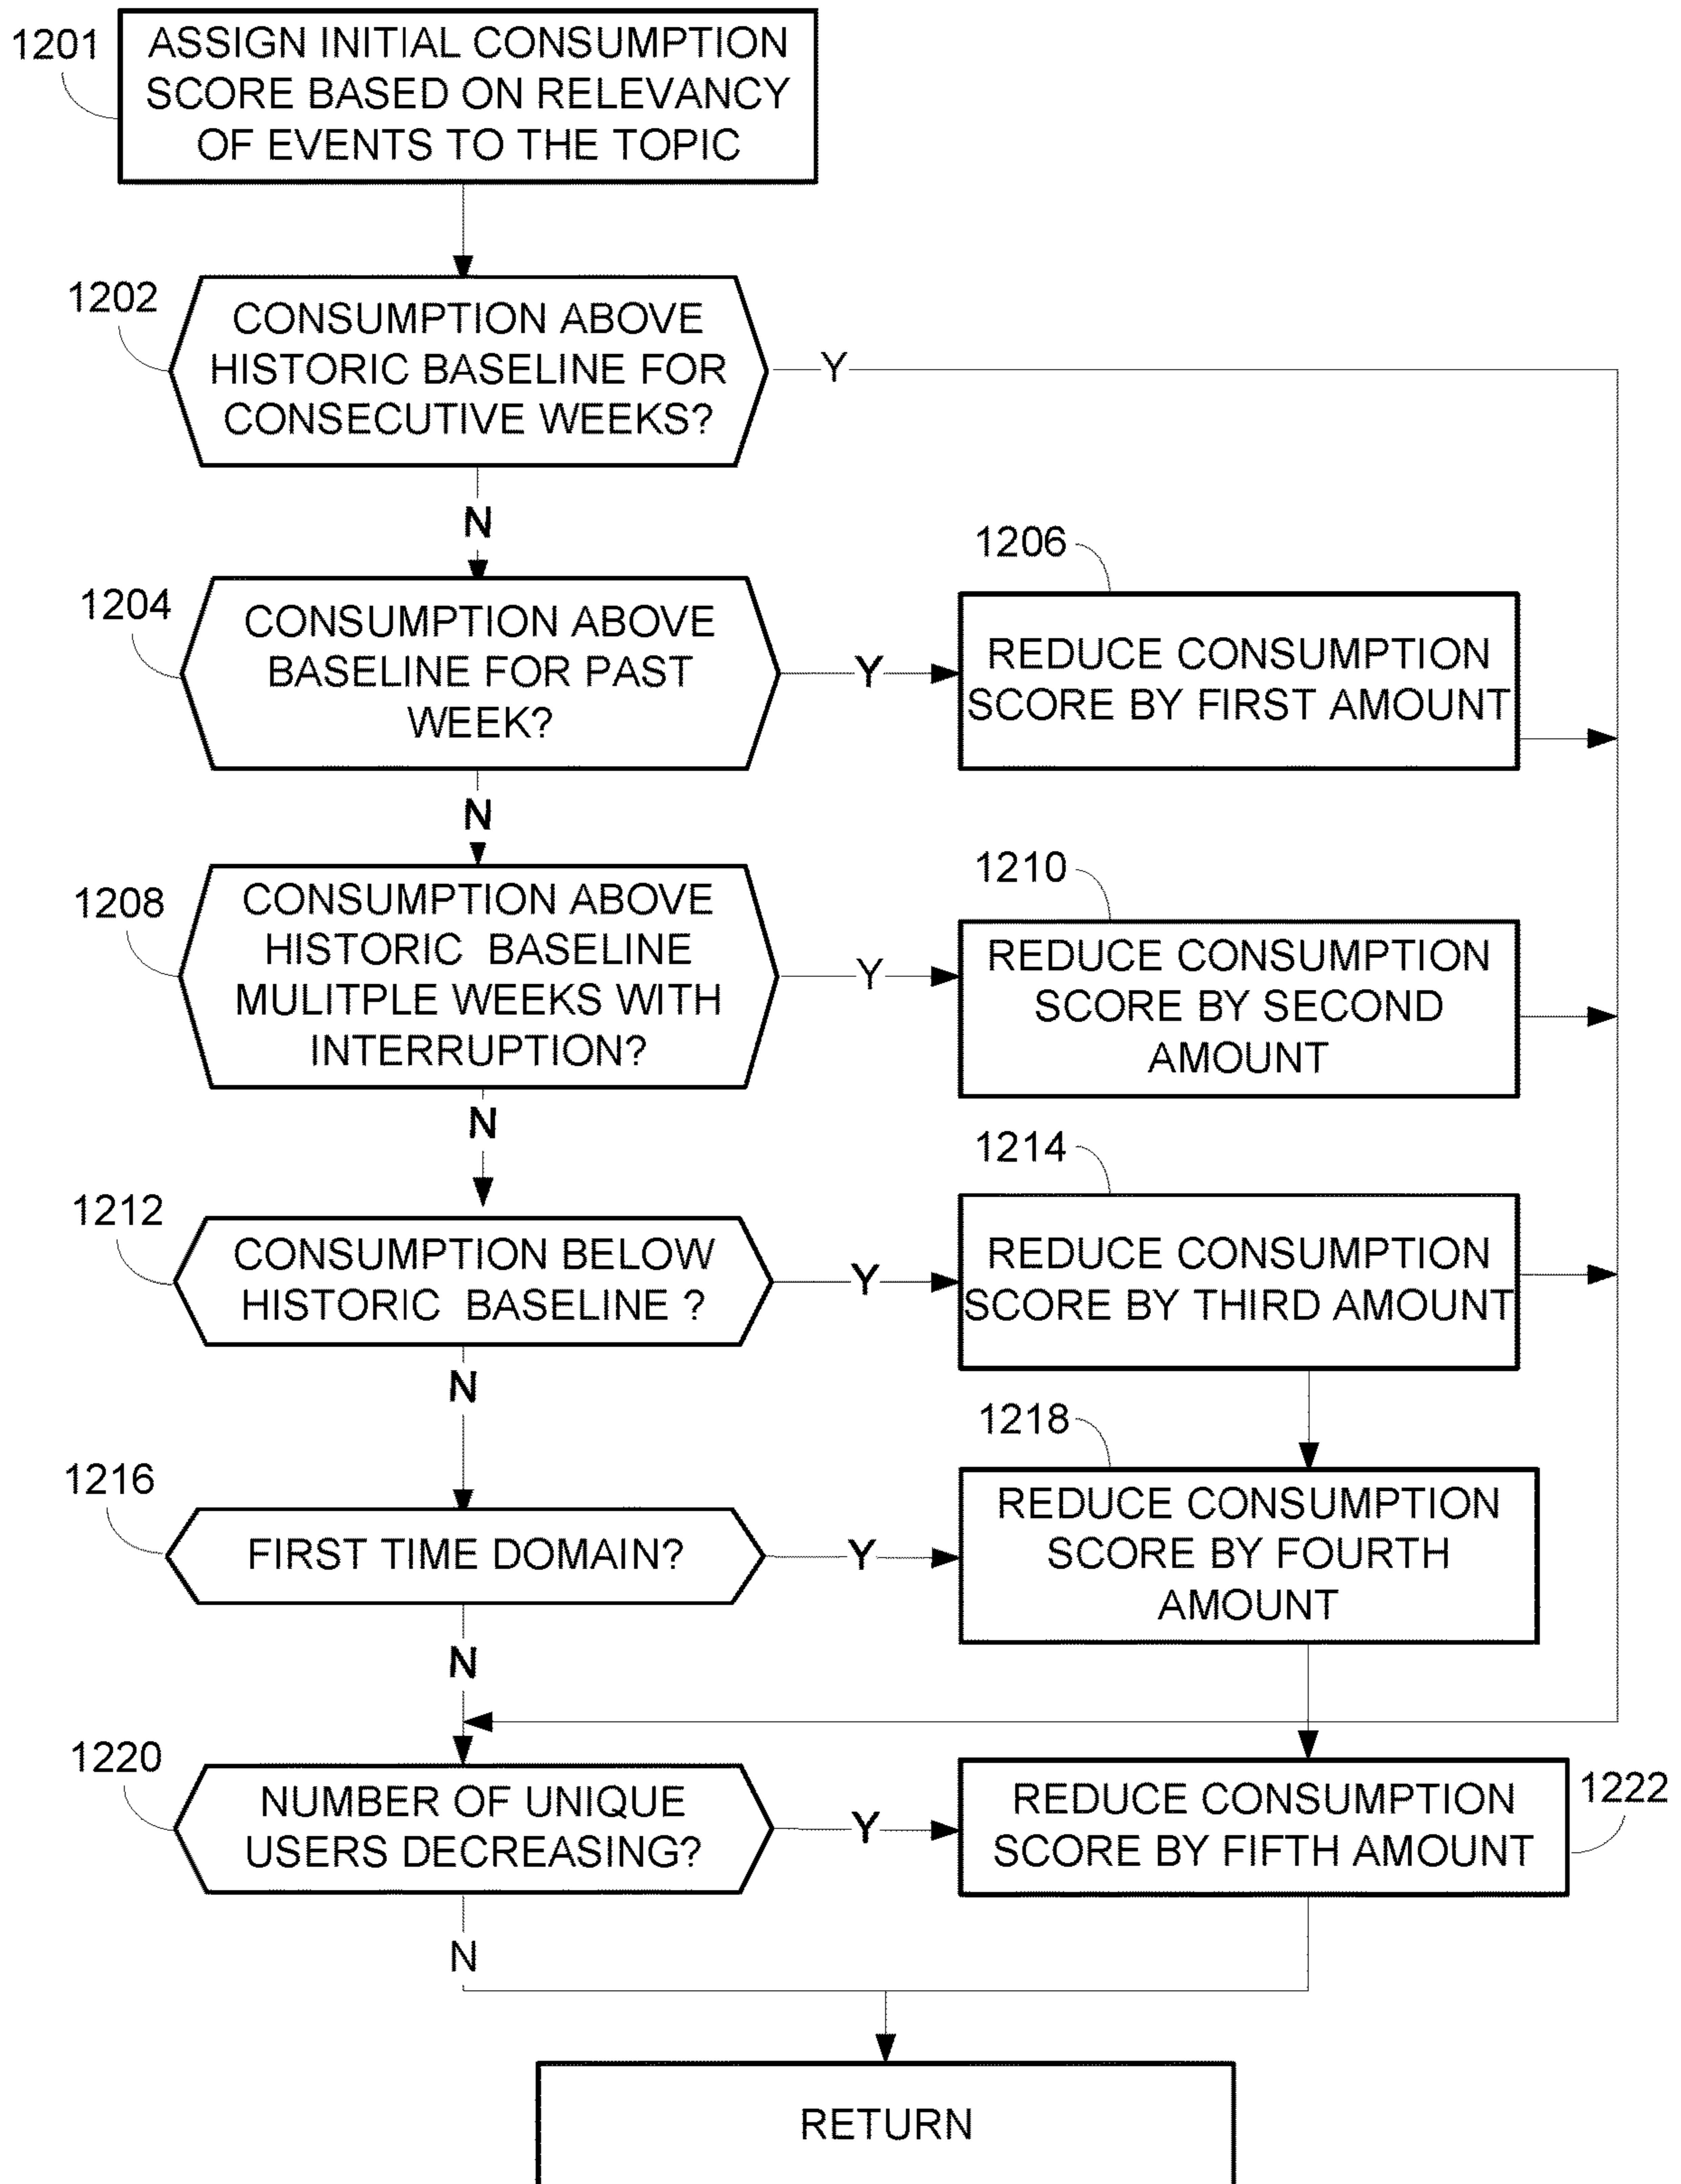 1201
ASSIGN INITIAL CONSUMPTION
SCORE BASED ON RELEVANCY
OF EVENTS TO THE TOPIC
1202
CONSUMPTION ABOVE
HISTORIC BASELINE FOR
CONSECUTIVE WEEKS?
Y
N
1204
CONSUMPTION ABOVE
BASELINE FOR PAST
WEEK?
Y
1206
REDUCE CONSUMPTION
SCORE BY FIRST AMOUNT
N
1208
CONSUMPTION ABOVE
HISTORIC BASELINE
MULITPLE WEEKS WITH
INTERRUPTION?
Y
1210
REDUCE CONSUMPTION
SCORE BY SECOND
AMOUNT
N
1212
CONSUMPTION BELOW
HISTORIC BASELINE ?
Y
1214
REDUCE CONSUMPTION
SCORE BY THIRD AMOUNT
N
1216
FIRST TIME DOMAIN?
Y
1218
REDUCE CONSUMPTION
SCORE BY FOURTH
AMOUNT
N
1220
NUMBER OF UNIQUE
USERS DECREASING?
Y
REDUCE CONSUMPTION
SCORE BY FIFTH AMOUNT
1222
N
RETURN